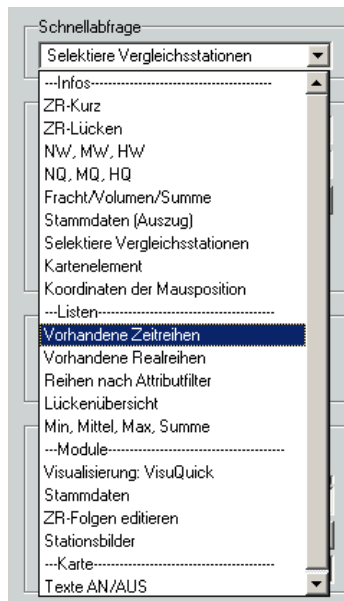 Schnellabfrage
Selektiere Vergleichsstationen
---Infos----------------------------------------
ZR-Kurz
ZR-Lücken
NW, MW, HW
NQ, MQ, HQ
Fracht/Volumen/Summe
Stammdaten (Auszug)
Selektiere Vergleichsstationen
Kartenelement
Koordinaten der Mausposition
---Listen---------------------------------------
Vorhandene Zeitreihen
Vorhandene Realreihen
Reihen nach Attributfilter
Lückenübersicht
Min, Mittel, Max, Summe
---Module---------------------------------------
Visualisierung: VisuQuick
Stammdaten
ZR-Folgen editieren
Stationsbilder
---Karte----------------------------------------
Texte AN/AUS